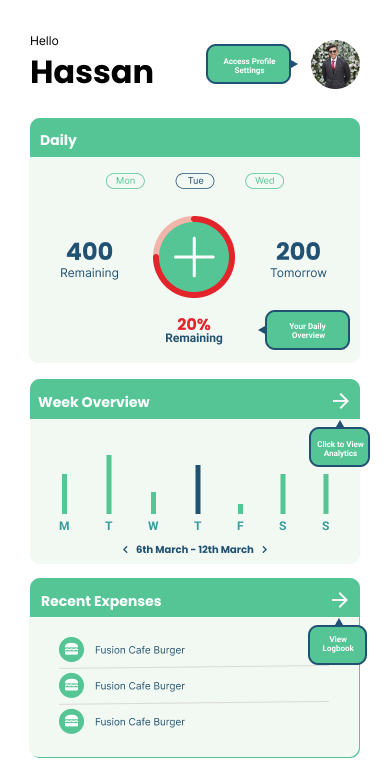 Hello
Hassan
Access Profile
Settings
Daily
Mon
Tue
Wed
400
Remaining
200
Tomorrow
20%
Remaining
Your Daily
Overview
Week Overview
Click to View
Analytics
M T W T F S S
6th March - 12th March
Recent Expenses
View
Logbook
Fusion Cafe Burger
Fusion Cafe Burger
Fusion Cafe Burger